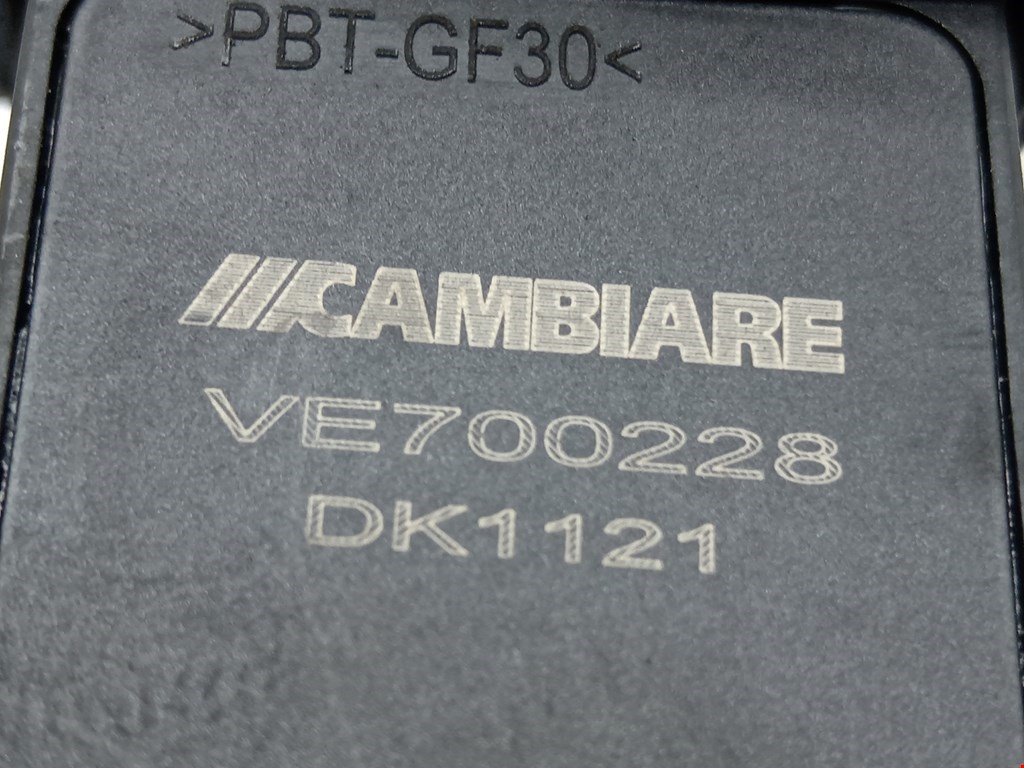 >PBT-GF30<
CAMBIARE
VE700228
DK1121